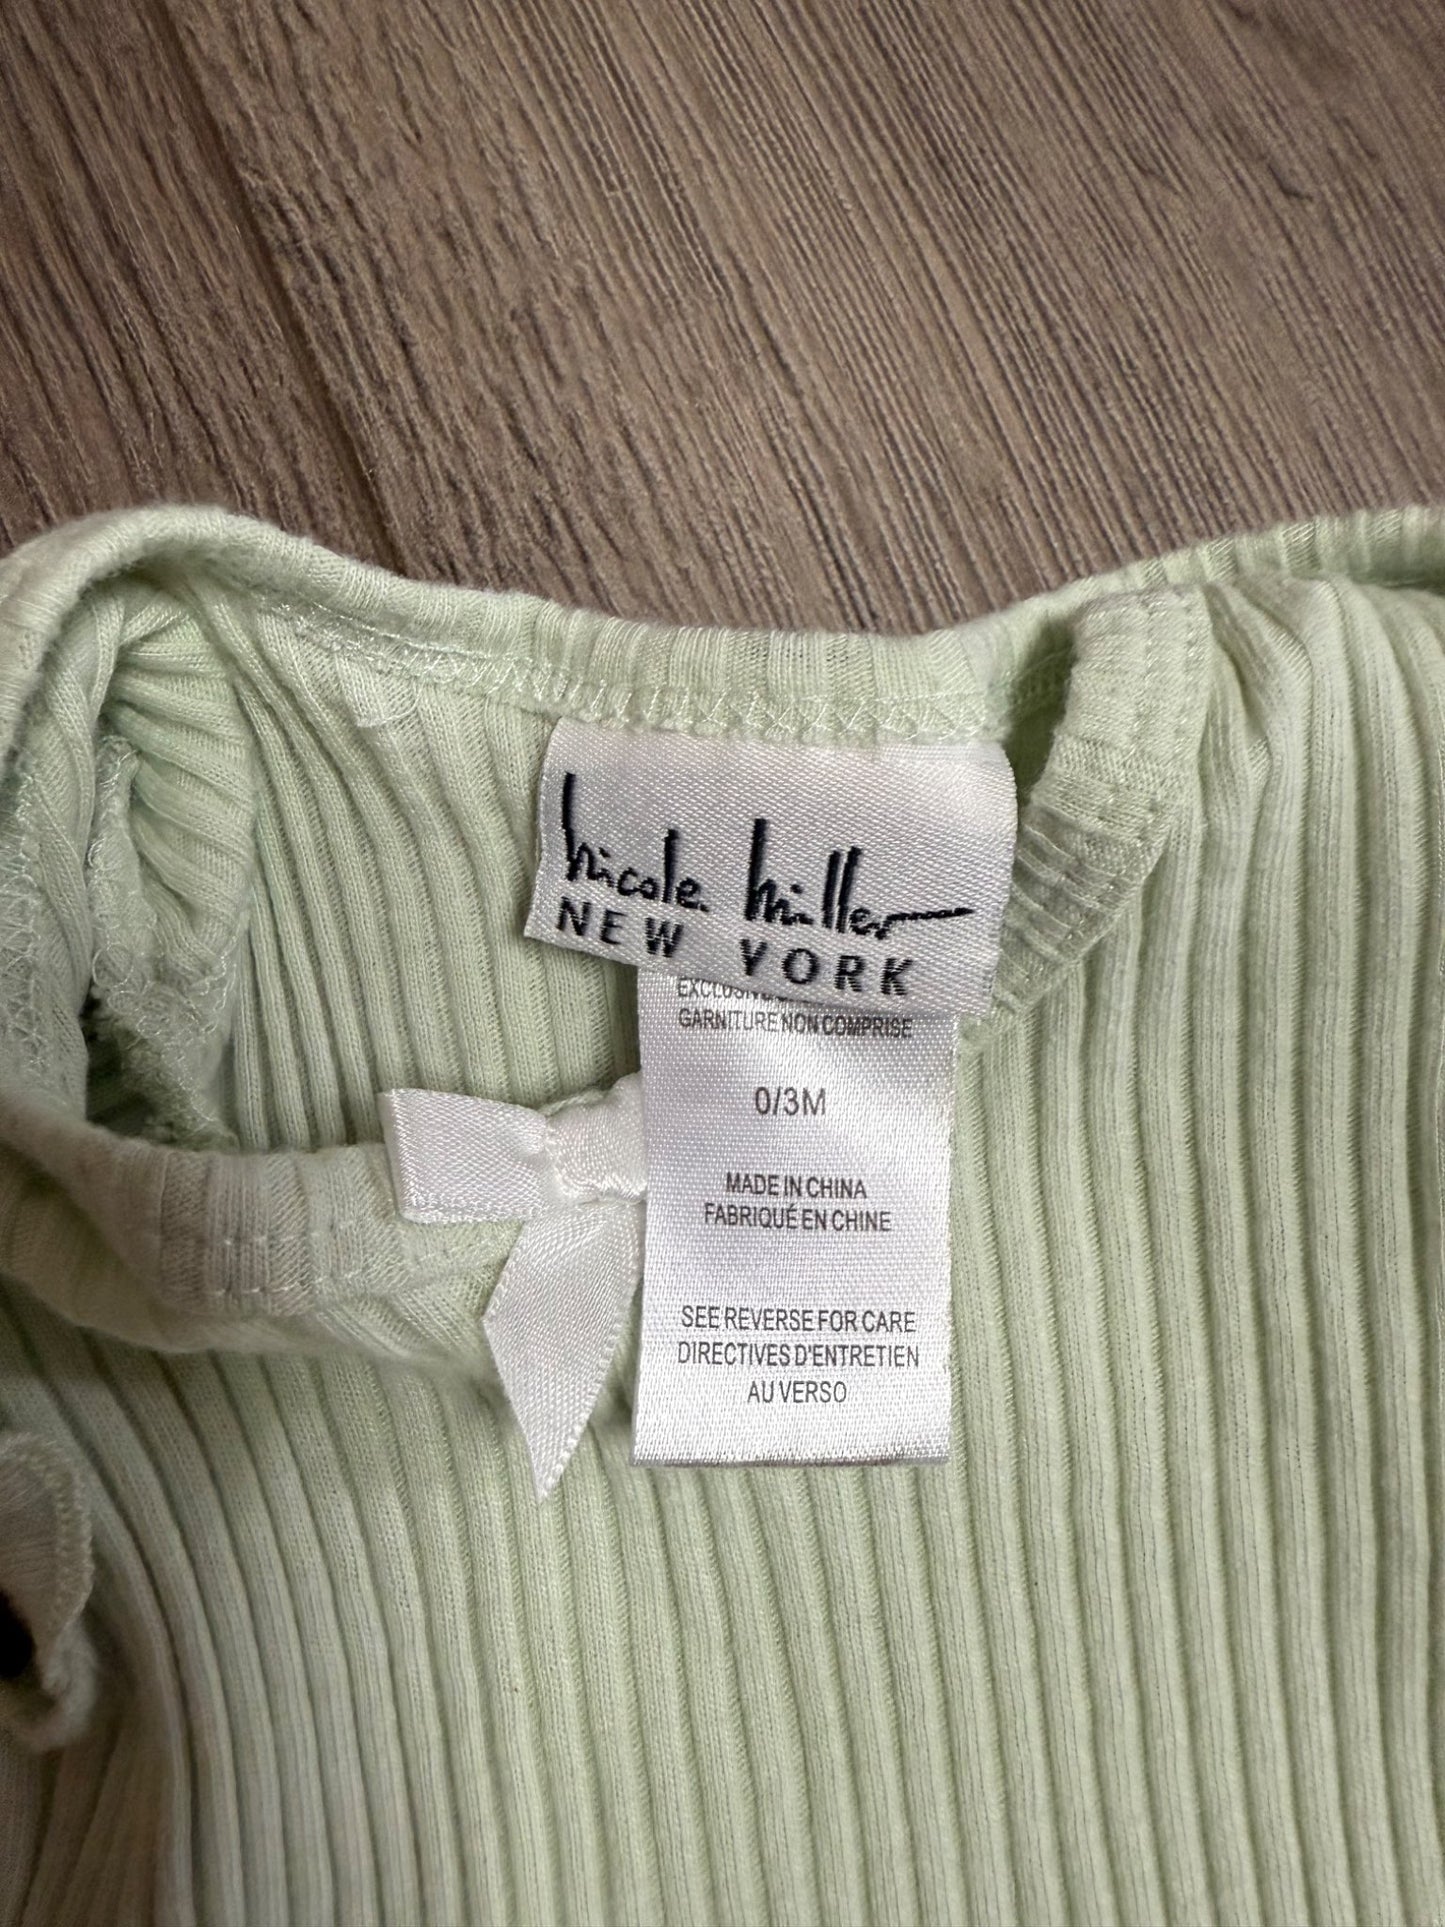 nicole miller
NEW YORK
GARNITURE NON COMPRISE
0/3M
MADE IN CHINA
FABRIQUÉ EN CHINE
SEE REVERSE FOR CARE
DIRECTIVES D'ENTRETIEN
AU VERSO